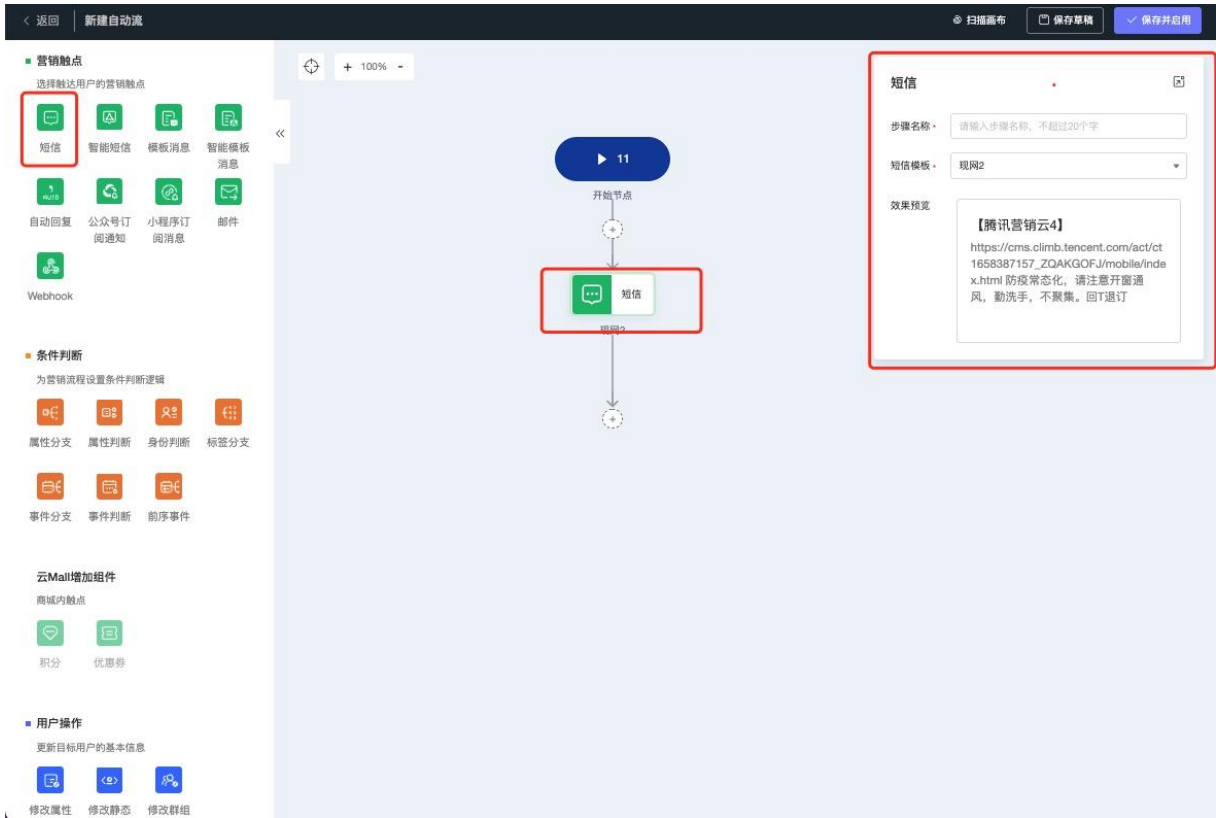 返回
新建自动流
扫描画布
保存草稿
保存并启用
营销触点
选择触达用户的营销触点
短信
智能短信
模板消息
智能模板
消息
自动回复
公众号订
阅通知
小程序订
阅消息
邮件
Webhook
条件判断
为营销流程设置条件判断逻辑
属性分支
属性判断
身份判断
标签分支
事件分支
事件判断
前序事件
云Mall增加组件
商城内触点
积分
优惠券
用户操作
更新目标用户的基本信息
修改属性
修改静态
修改群组
+ 100% -
11
开始节点
短信
现网2
短信
步骤名称
请输入步骤名称，不超过20个字
短信模板
现网2
效果预览
【腾讯营销云4】
https://cms.climb.tencent.com/act/ct
1658387157_ZQAKGOFJ/mobile/inde
x.html 防疫常态化，请注意开窗通
风，勤洗手，不聚集。回T退订